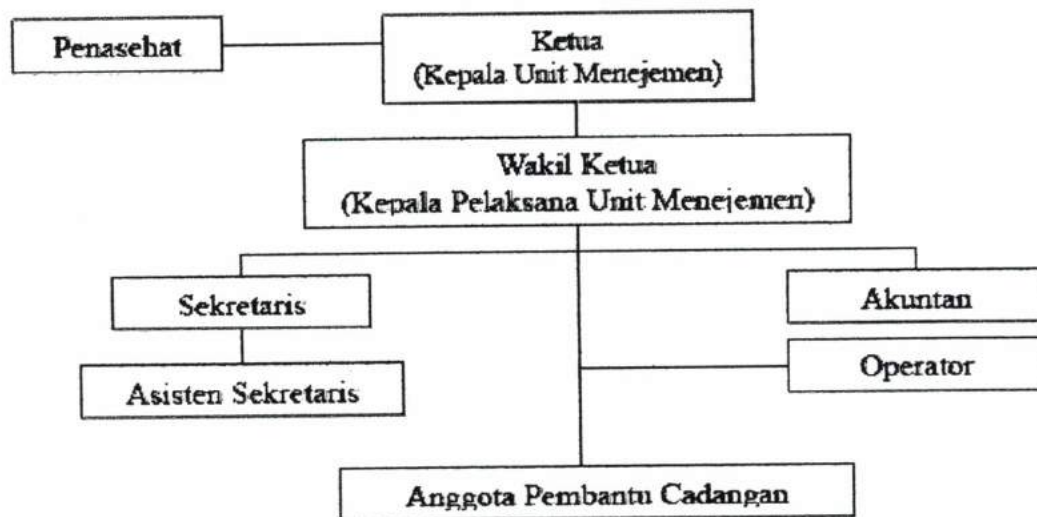 Penasehat
Ketua
(Kepala Unit Menejemen)
Wakil Ketua
(Kepala Pelaksana Unit Menejemen)
Sekretaris
Akuntan
Asisten Sekretaris
Operator
Anggota Pembantu Cadangan